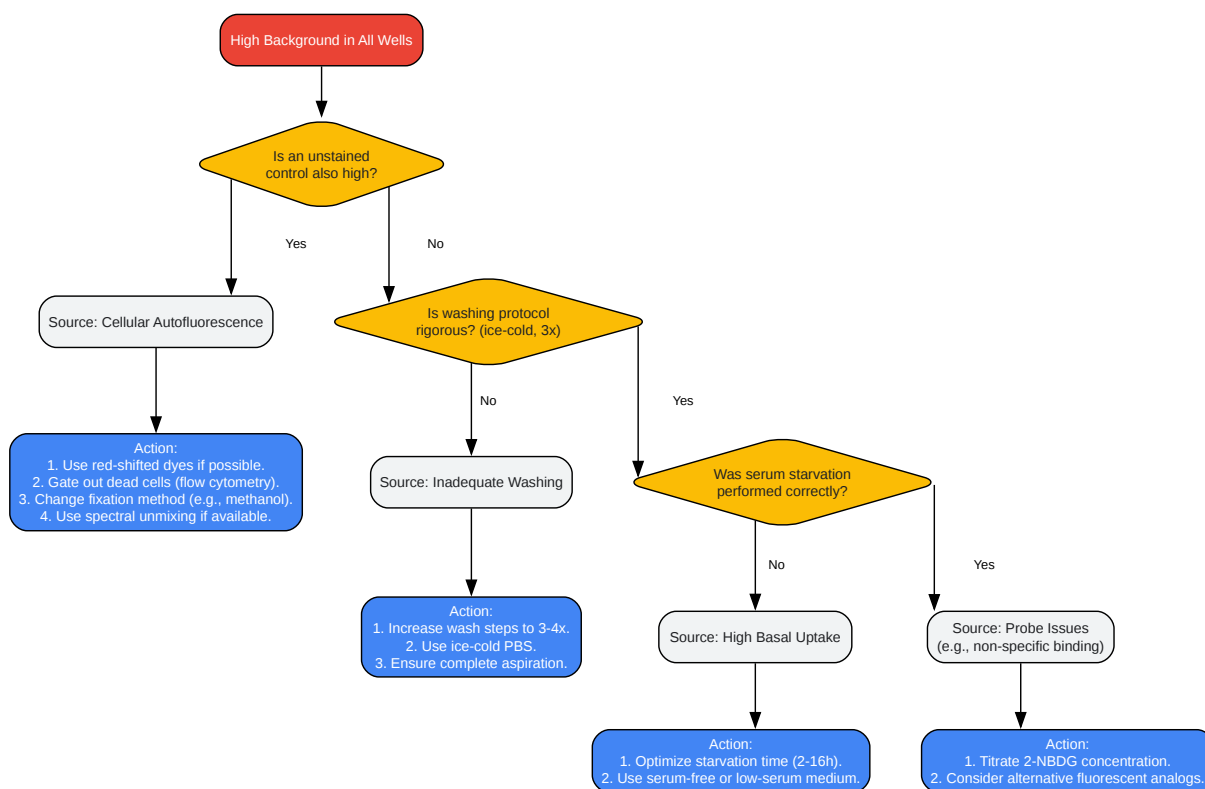 High Background in All Wells
Is an unstained
control also high?
Yes
No
Source: Cellular Autofluorescence
Is washing protocol
rigorous? (ice-cold, 3x)
No
Yes
Action:
1. Use red-shifted dyes if possible.
2. Gate out dead cells (flow cytometry).
3. Change fixation method (e.g., methanol).
4. Use spectral unmixing if available.
Source: Inadequate Washing
Was serum starvation
performed correctly?
No
Yes
Action:
1. Increase wash steps to 3-4x.
2. Use ice-cold PBS.
3. Ensure complete aspiration.
Source: High Basal Uptake
Source: Probe Issues
(e.g., non-specific binding)
Action:
1. Optimize starvation time (2-16h).
2. Use serum-free or low-serum medium.
Action:
1. Titrate 2-NBDG concentration.
2. Consider alternative fluorescent analogs.